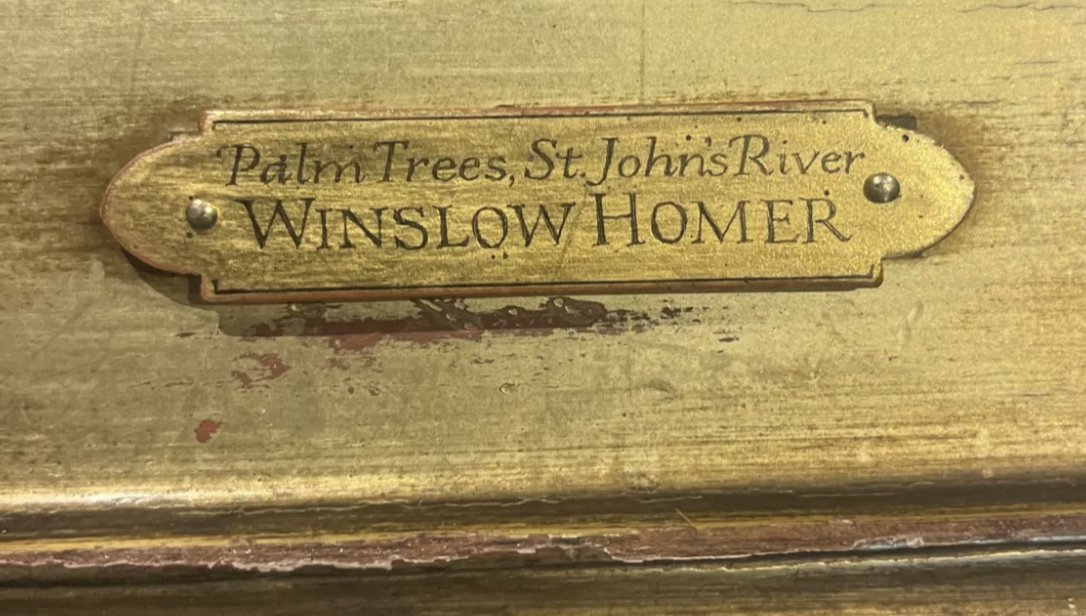 Palm Trees, St. John's River
WINSLOW HOMER